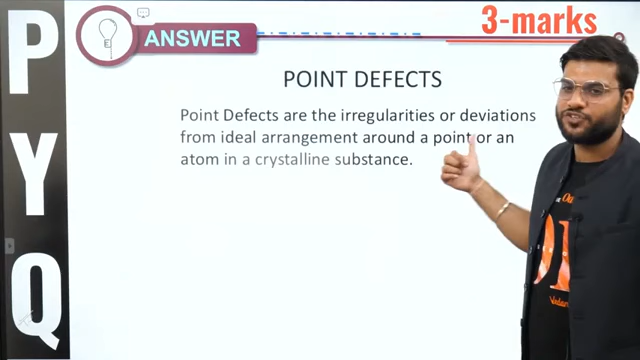 PYQ
ANSWER
3-marks
POINT DEFECTS
Point Defects are the irregularities or deviations
from ideal arrangement around a point or an
atom in a crystalline substance.